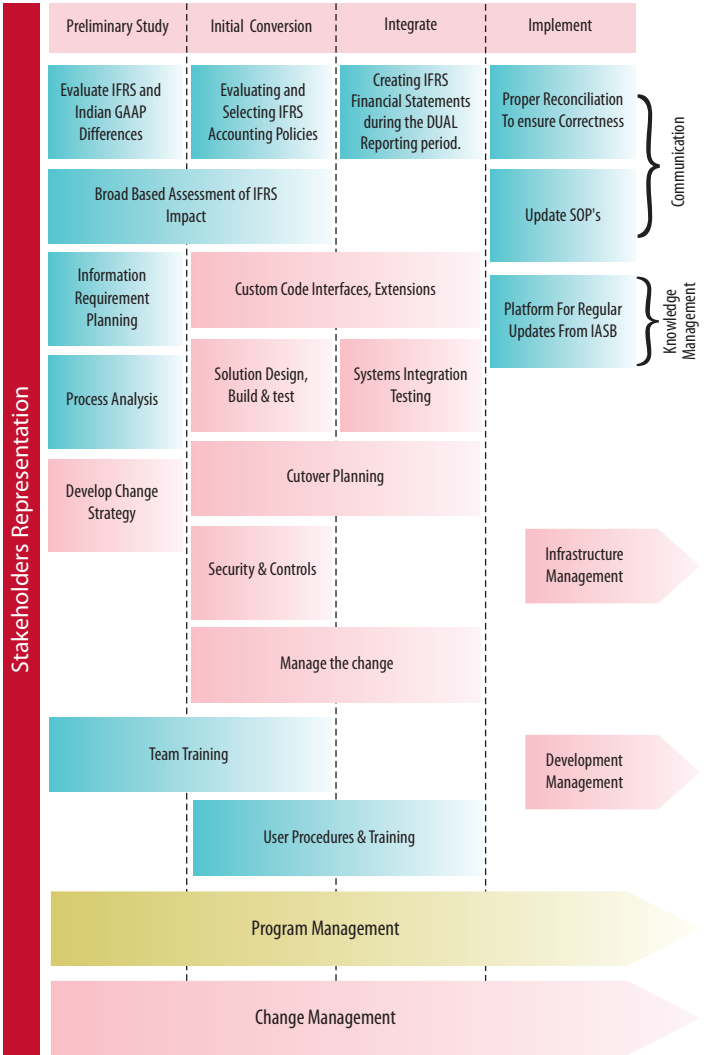 Preliminary Study
Initial Conversion
Integrate
Implement
Evaluate IFRS and
Indian GAAP
Differences
Evaluating and
Selecting IFRS
Accounting Policies
Creating IFRS
Financial Statements
during the DUAL
Reporting period.
Proper Reconciliation
To ensure Correctness
Communication
Broad Based Assessment of IFRS
Impact
Update SOP's
Information
Requirement
Planning
Custom Code Interfaces, Extensions
Platform For Regular
Updates From IASB
Knowledge
Management
Process Analysis
Solution Design,
Build & test
Systems Integration
Testing
Develop Change
Strategy
Cutover Planning
Security & Controls
Infrastructure
Management
Stakeholders Representation
Manage the change
Team Training
Development
Management
User Procedures & Training
Program Management
Change Management